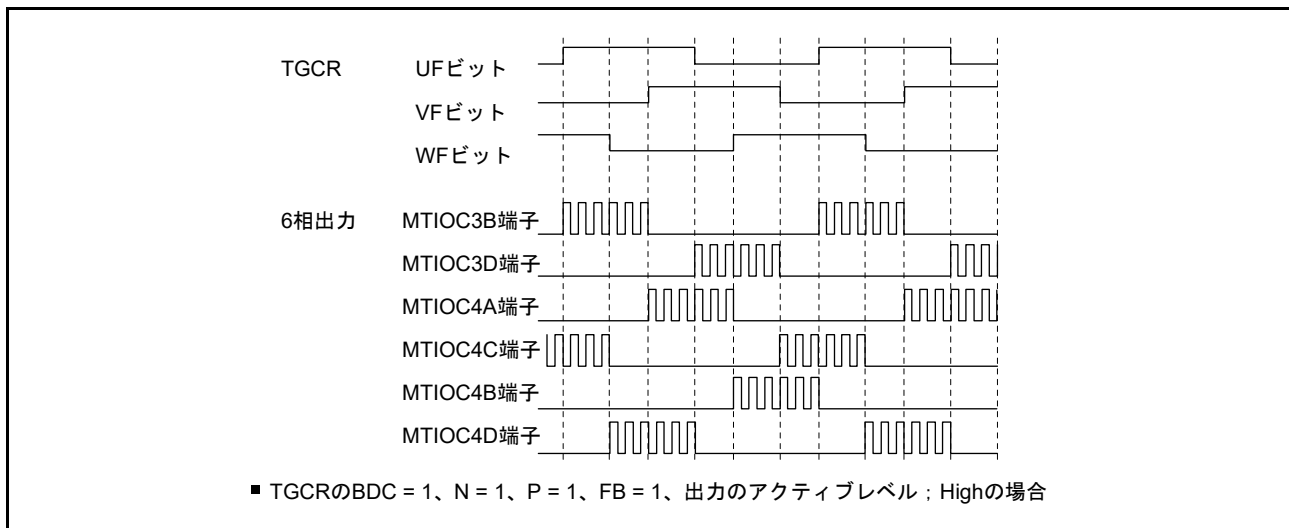 TGCR UFビット
VFビット
WFビット
6相出力 MTIOC3B端子
MTIOC3D端子
MTIOC4A端子
MTIOC4C端子
MTIOC4B端子
MTIOC4D端子
■ TGCRのBDC = 1、N = 1、P = 1、FB = 1、出力のアクティブレベル ; Highの場合